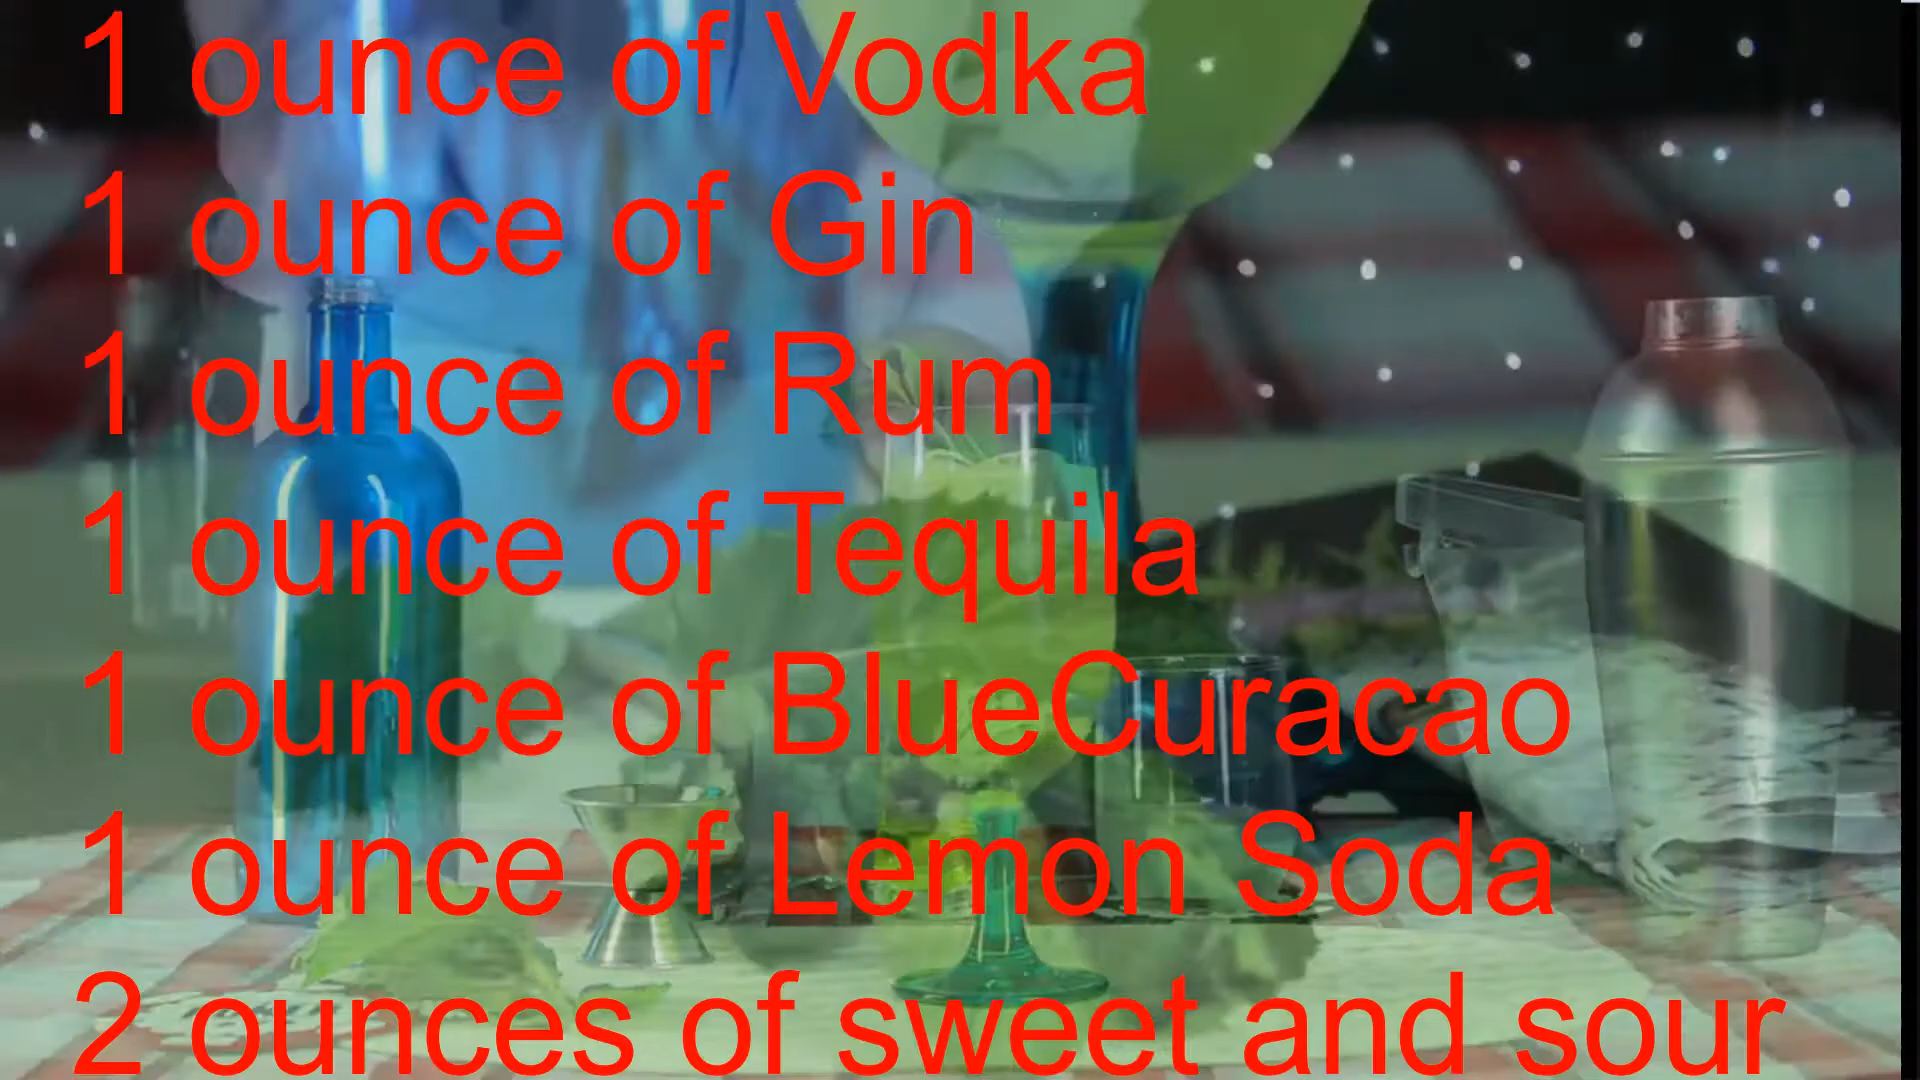 1 ounce of Vodka
1 ounce of Gin
1 ounce of Rum
1 ounce of Tequila
1 ounce of BlueCuracao
1 ounce of Lemon Soda
2 ounces of sweet and sour